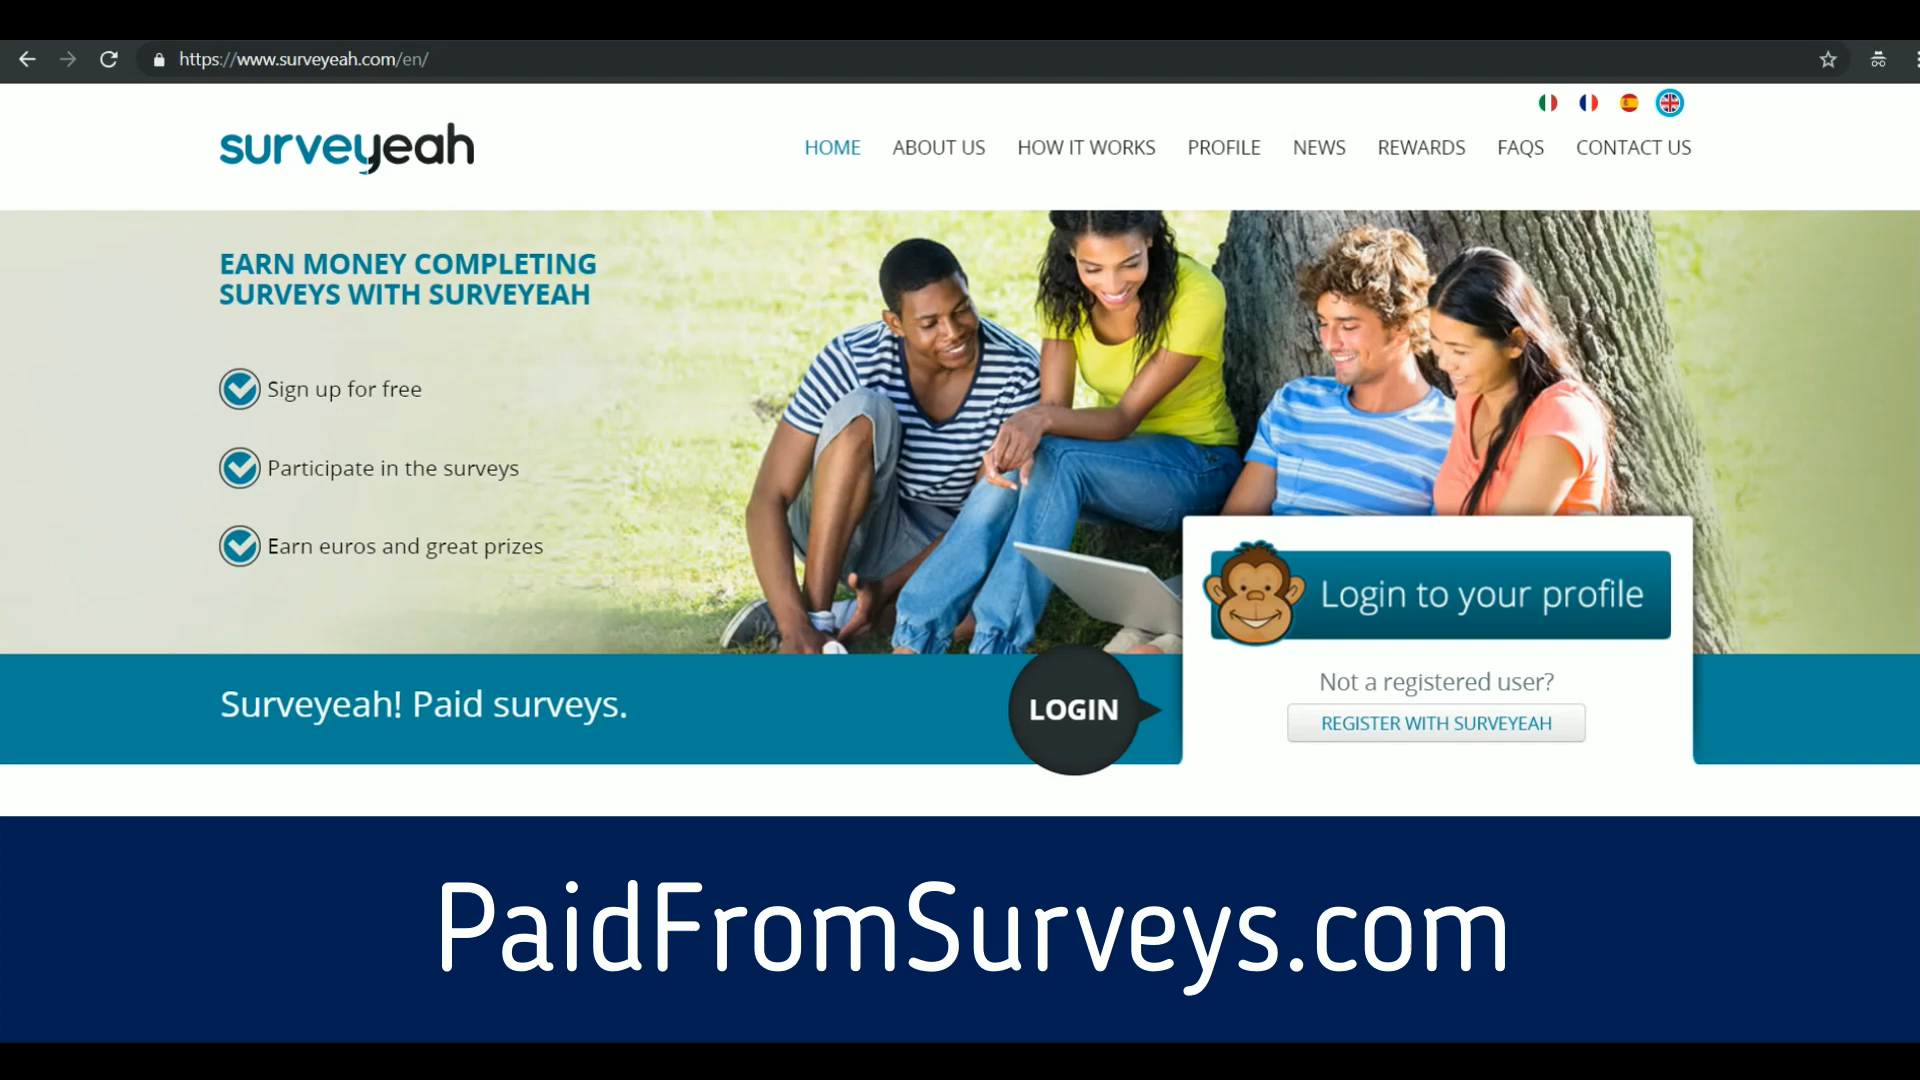 https://www.surveyeah.com/en/
surveyeah
HOME ABOUT US HOW IT WORKS PROFILE NEWS REWARDS FAQS CONTACT US
EARN MONEY COMPLETING
SURVEYS WITH SURVEYEAH
Sign up for free
Participate in the surveys
Earn euros and great prizes
Login to your profile
Not a registered user?
REGISTER WITH SURVEYEAH
Surveyeah! Paid surveys.
LOGIN
PaidFromSurveys.com